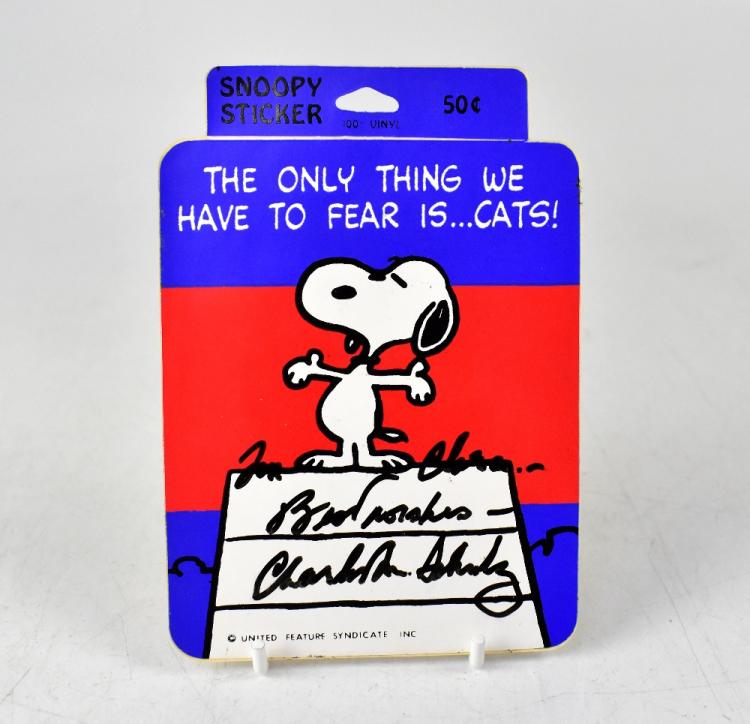 SNOOPY
STICKER
50¢
100% VINYL
THE ONLY THING WE
HAVE TO FEAR IS...CATS!
Best wishes —
Charles M. Schulz
© UNITED FEATURE SYNDICATE INC